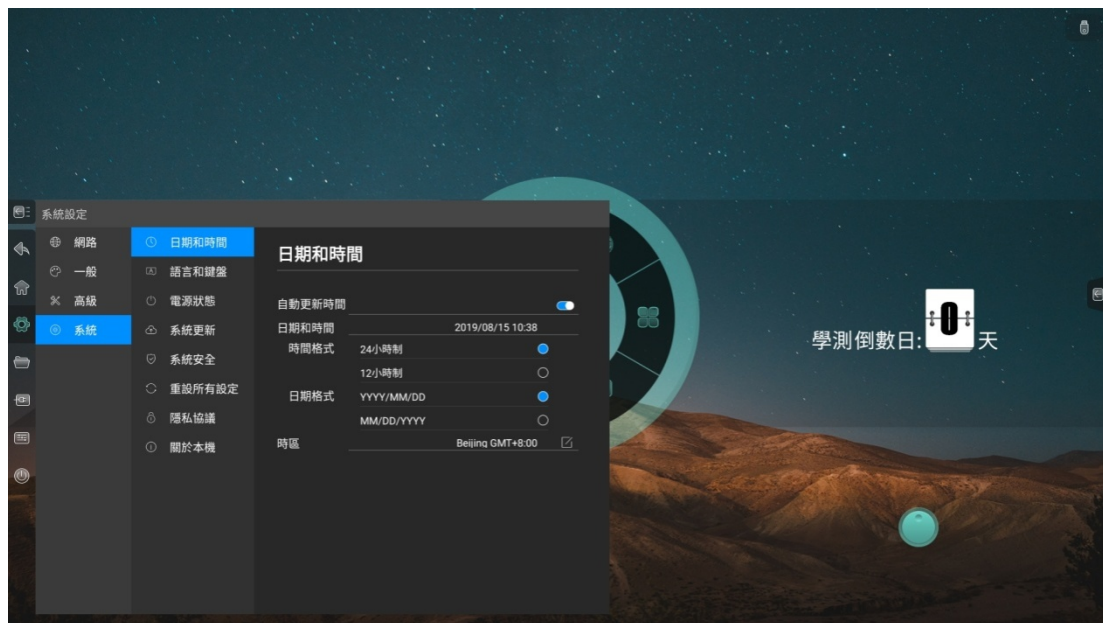 系統設定
網路
一般
高級
系統
日期和時間
語言和鍵盤
電源狀態
系統更新
系統安全
重設所有設定
隱私協議
關於本機
日期和時間
自動更新時間
日期和時間 2019/08/15 10:38
時間格式 24小時制
12小時制
日期格式 YYYY/MM/DD
MM/DD/YYYY
時區 Beijing GMT+8:00
學測倒數日: 0 天